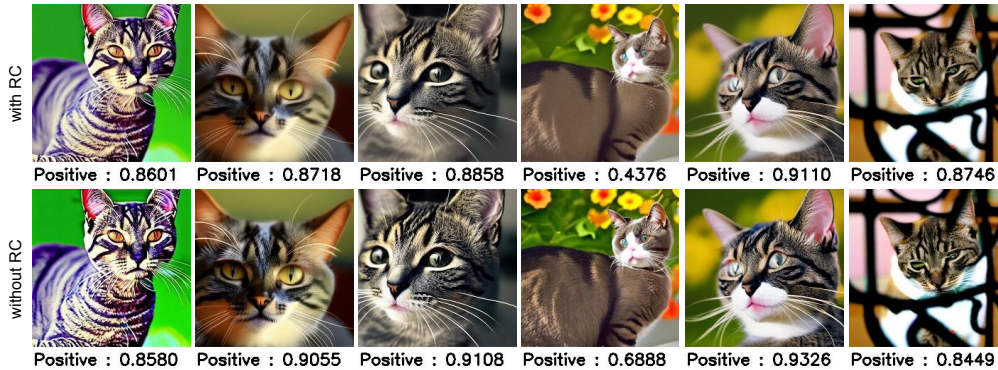 with RC
Positive : 0.8601 Positive : 0.8718 Positive : 0.8858 Positive : 0.4376 Positive : 0.9110 Positive : 0.8746
without RC
Positive : 0.8580 Positive : 0.9055 Positive : 0.9108 Positive : 0.6888 Positive : 0.9326 Positive : 0.8449